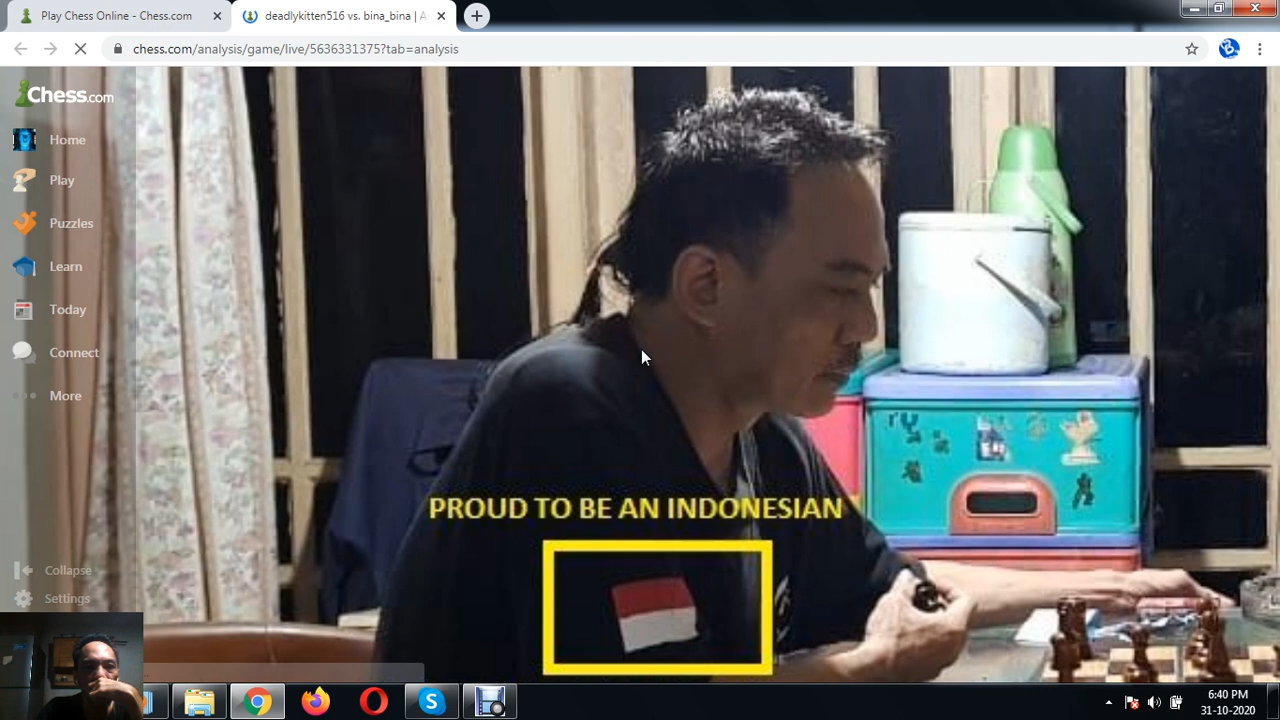 Play Chess Online - Chess.com
deadlykitten516 vs. bina_bina | A
chess.com/analysis/game/live/5636331375?tab=analysis
Chess.com
Home
Play
Puzzles
Learn
Today
Connect
More
PROUD TO BE AN INDONESIAN
Collapse
Settings
6:40 PM
31-10-2020